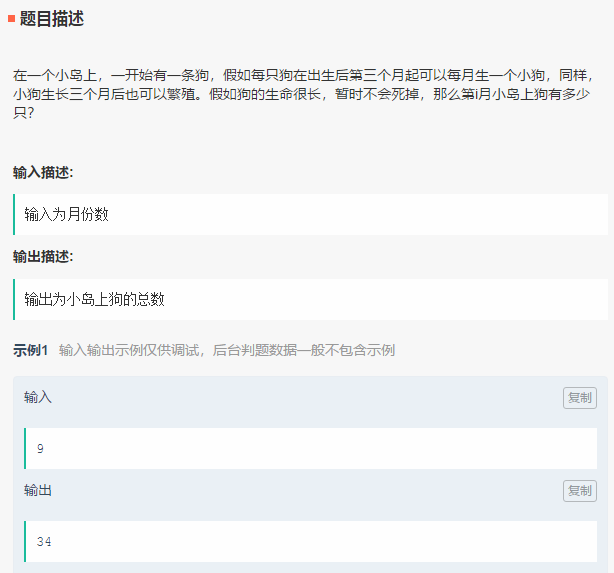 题目描述
在一个小岛上，一开始有一条狗，假如每只狗在出生后第三个月起可以每月生一个小狗，同样，
小狗生长三个月后也可以繁殖。假如狗的生命很长，暂时不会死掉，那么第i月小岛上狗有多少
只?
输入描述:
输入为月份数
输出描述:
输出为小岛上狗的总数
示例1 输入输出示例仅供调试，后台判题数据一般不包含示例
输入 复制
9
输出 复制
34